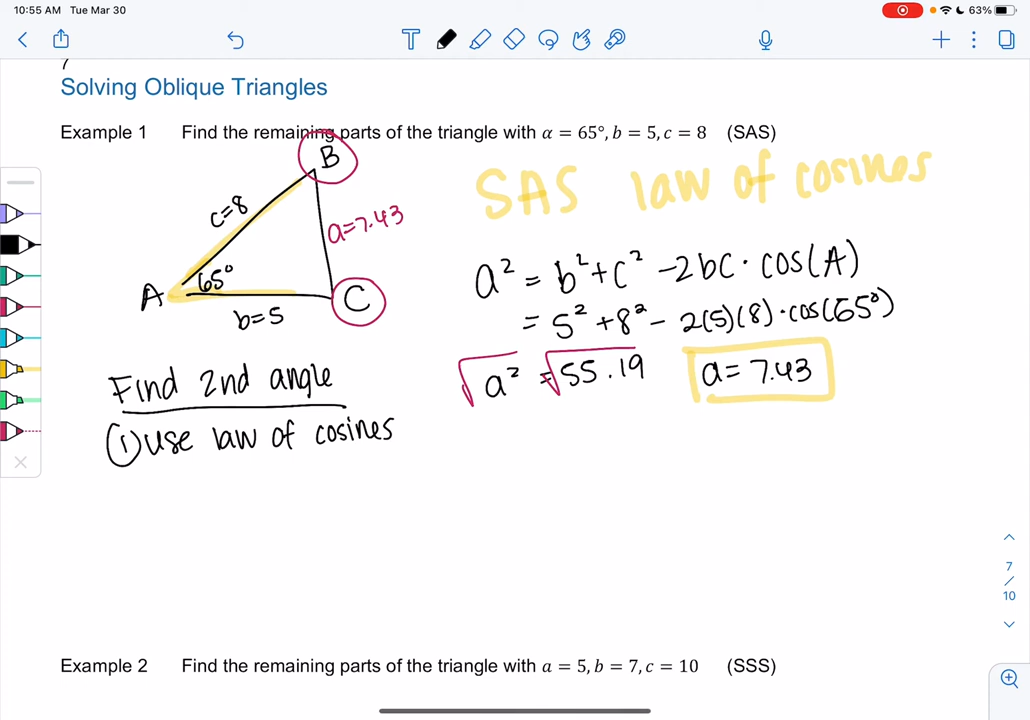 10:55 AM Tue Mar 30
63%
Solving Oblique Triangles
Example 1 Find the remaining parts of the triangle with α = 65°, b = 5, c = 8 (SAS)
B
SAS law of cosines
c=8
a=7.43
65°
A
C
b=5
a² = b² + c² - 2bc · cos(A)
= 5² + 8² - 2(5)(8) · cos(65°)
√a² = √55.19 a = 7.43
Find 2nd angle
① use law of cosines
7
/
10
Example 2 Find the remaining parts of the triangle with a = 5, b = 7, c = 10 (SSS)